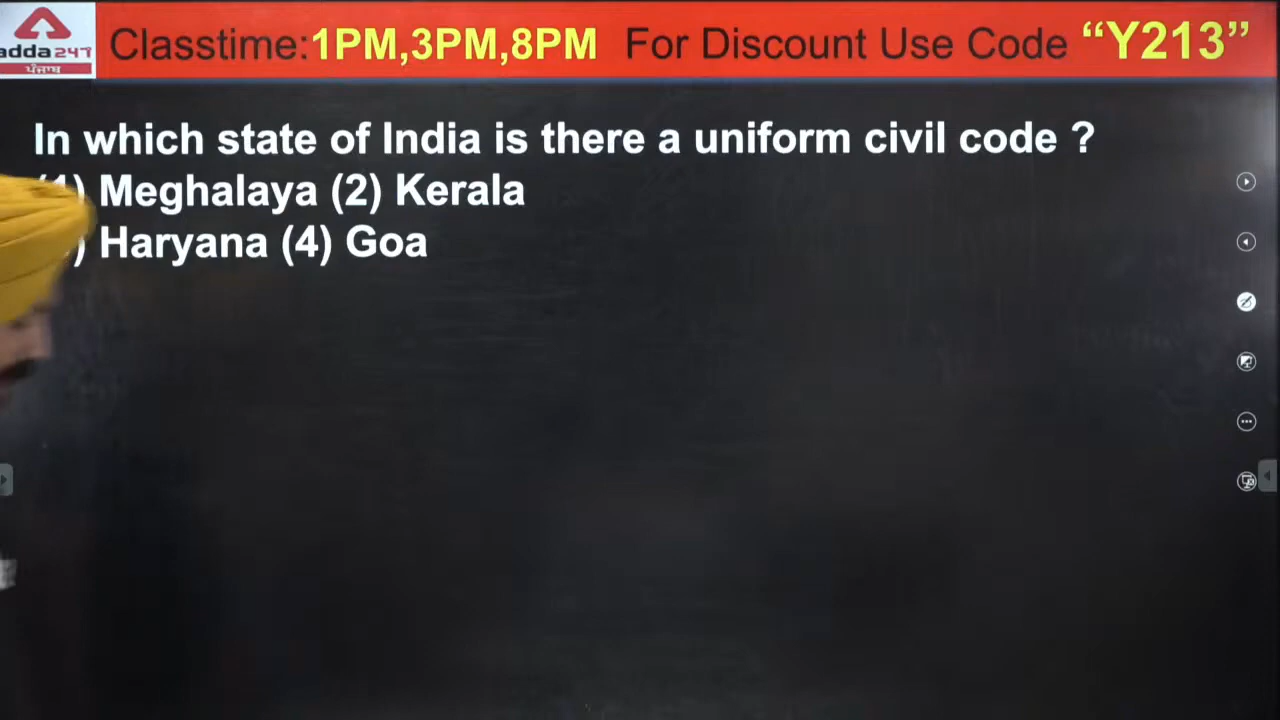 adda247
ਪੰਜਾਬ
Classtime:1PM,3PM,8PM For Discount Use Code “Y213”
In which state of India is there a uniform civil code ?
(1) Meghalaya (2) Kerala
) Haryana (4) Goa